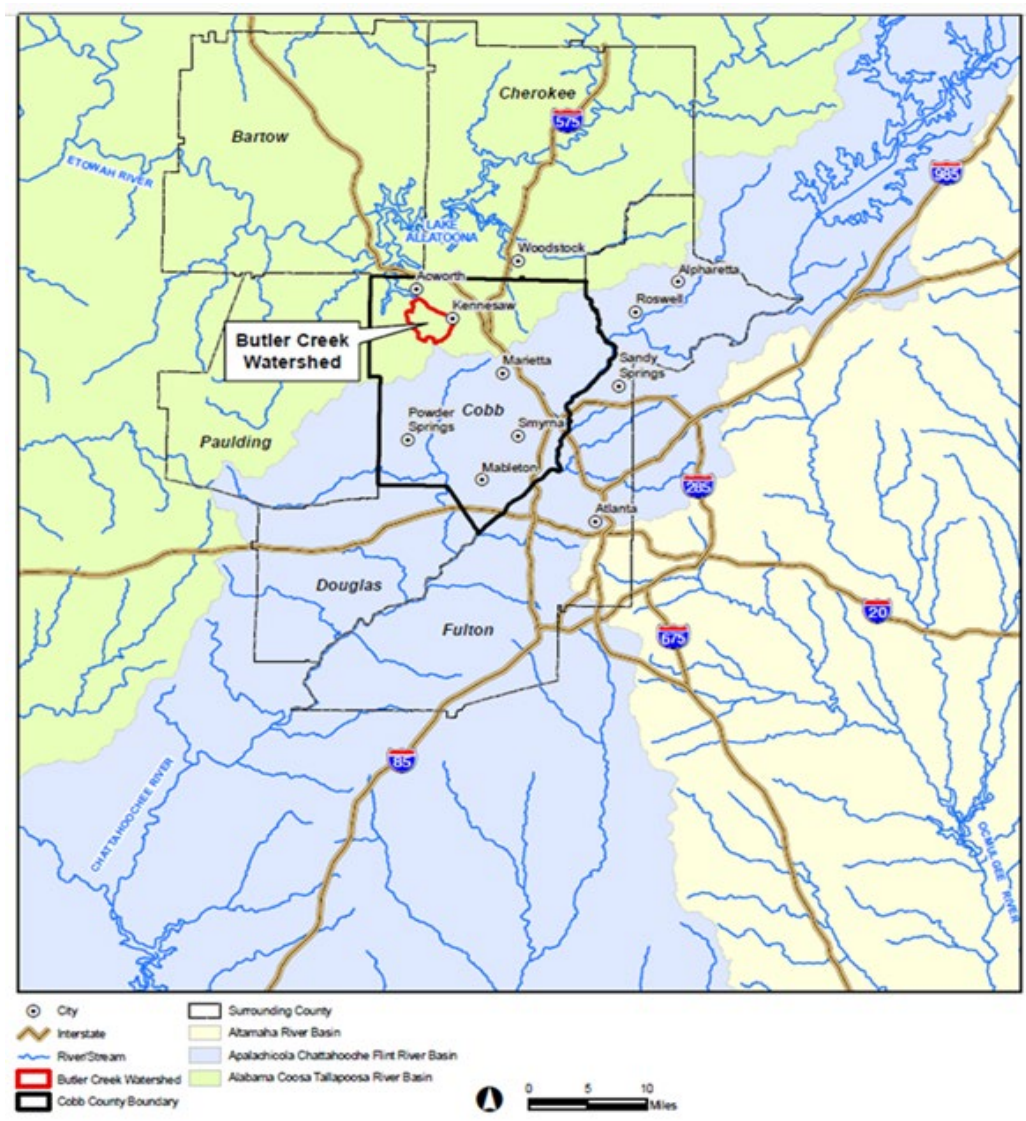 Cherokee
575
Bartow
ETOWAH RIVER
985
LAKE
ALLATOONA
Woodstock
Acworth
Alpharetta
Kennesaw
Roswell
Butler Creek
Watershed
Marietta
Sandy
Springs
Powder
Springs
Cobb
Smyrna
Paulding
Mableton
285
Atlanta
Douglas
20
Fulton
675
85
CHATTAHOOCHEE RIVER
OCMULGEE RIVER
City
Interstate
River/Stream
Butler Creek Watershed
Cobb County Boundary
Surrounding County
Altamaha River Basin
Apalachicola Chattahooche Flint River Basin
Alabama Coosa Tallapoosa River Basin
0 5 10
Miles